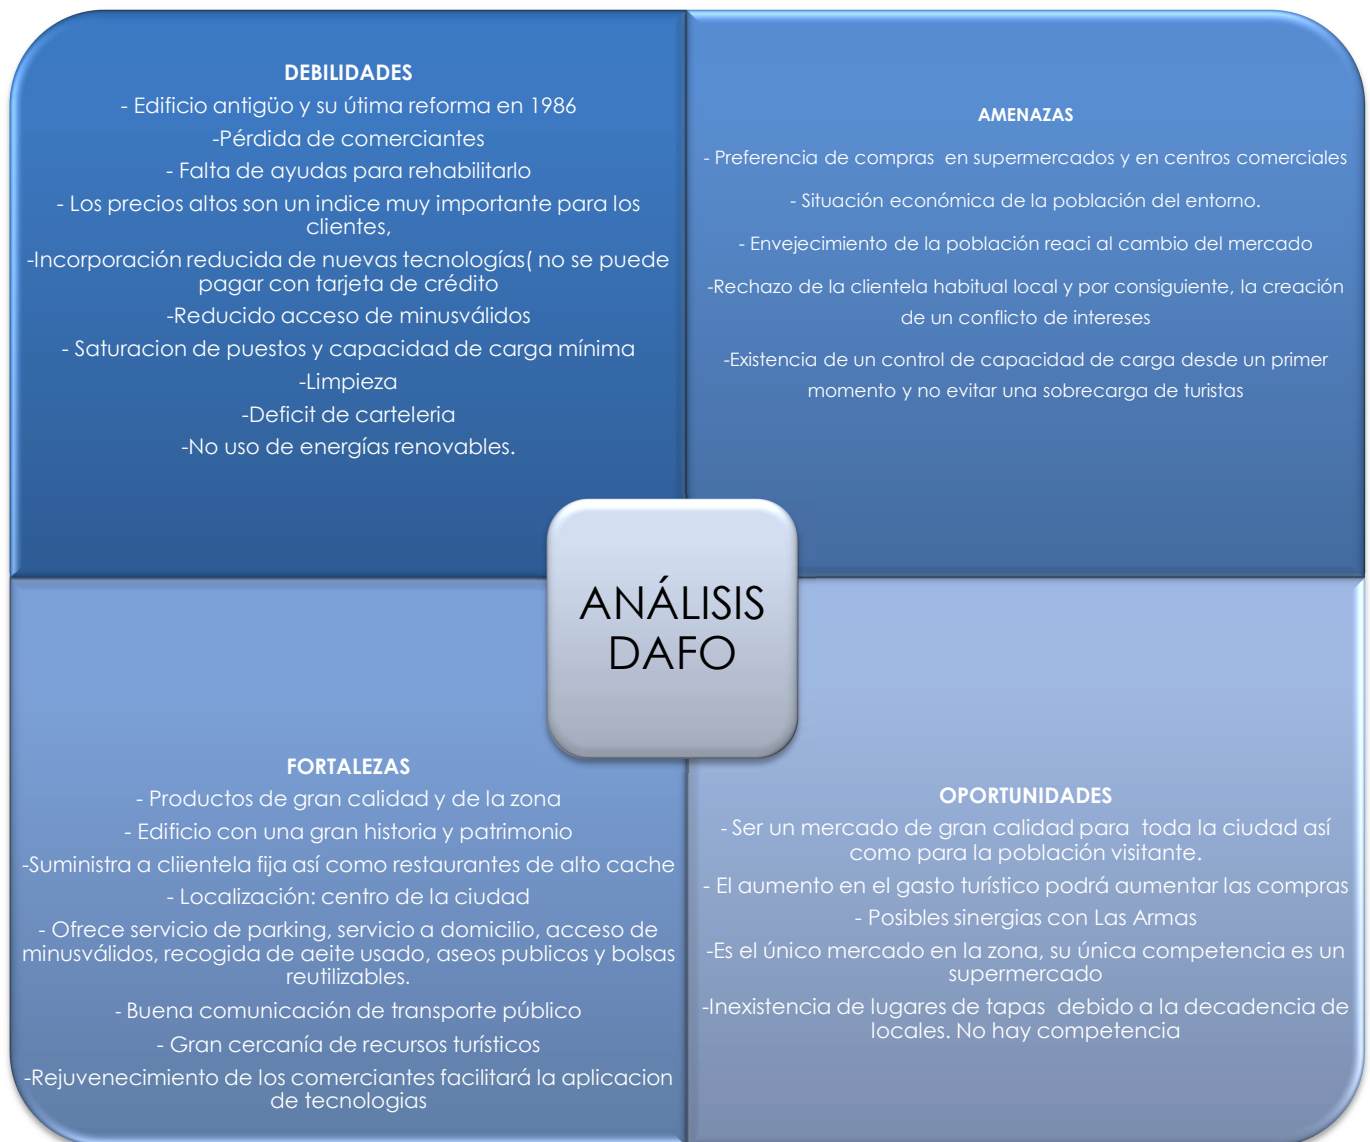 DEBILIDADES
- Edificio antigüo y su útima reforma en 1986
-Pérdida de comerciantes
- Falta de ayudas para rehabilitarlo
- Los precios altos son un indice muy importante para los
clientes,
-Incorporación reducida de nuevas tecnologías( no se puede
pagar con tarjeta de crédito
-Reducido acceso de minusválidos
- Saturacion de puestos y capacidad de carga mínima
-Limpieza
-Deficit de carteleria
-No uso de energías renovables.
AMENAZAS
- Preferencia de compras en supermercados y en centros comerciales
- Situación económica de la población del entorno.
- Envejecimiento de la población reaci al cambio del mercado
-Rechazo de la clientela habitual local y por consiguiente, la creación
de un conflicto de intereses
-Existencia de un control de capacidad de carga desde un primer
momento y no evitar una sobrecarga de turistas
ANÁLISIS
DAFO
FORTALEZAS
- Productos de gran calidad y de la zona
- Edificio con una gran historia y patrimonio
-Suministra a cliientela fija así como restaurantes de alto cache
- Localización: centro de la ciudad
- Ofrece servicio de parking, servicio a domicilio, acceso de
minusválidos, recogida de aeite usado, aseos publicos y bolsas
reutilizables.
- Buena comunicación de transporte público
- Gran cercanía de recursos turísticos
-Rejuvenecimiento de los comerciantes facilitará la aplicacion
de tecnologias
OPORTUNIDADES
- Ser un mercado de gran calidad para toda la ciudad así
como para la población visitante.
- El aumento en el gasto turístico podrá aumentar las compras
- Posibles sinergias con Las Armas
-Es el único mercado en la zona, su única competencia es un
supermercado
-Inexistencia de lugares de tapas debido a la decadencia de
locales. No hay competencia